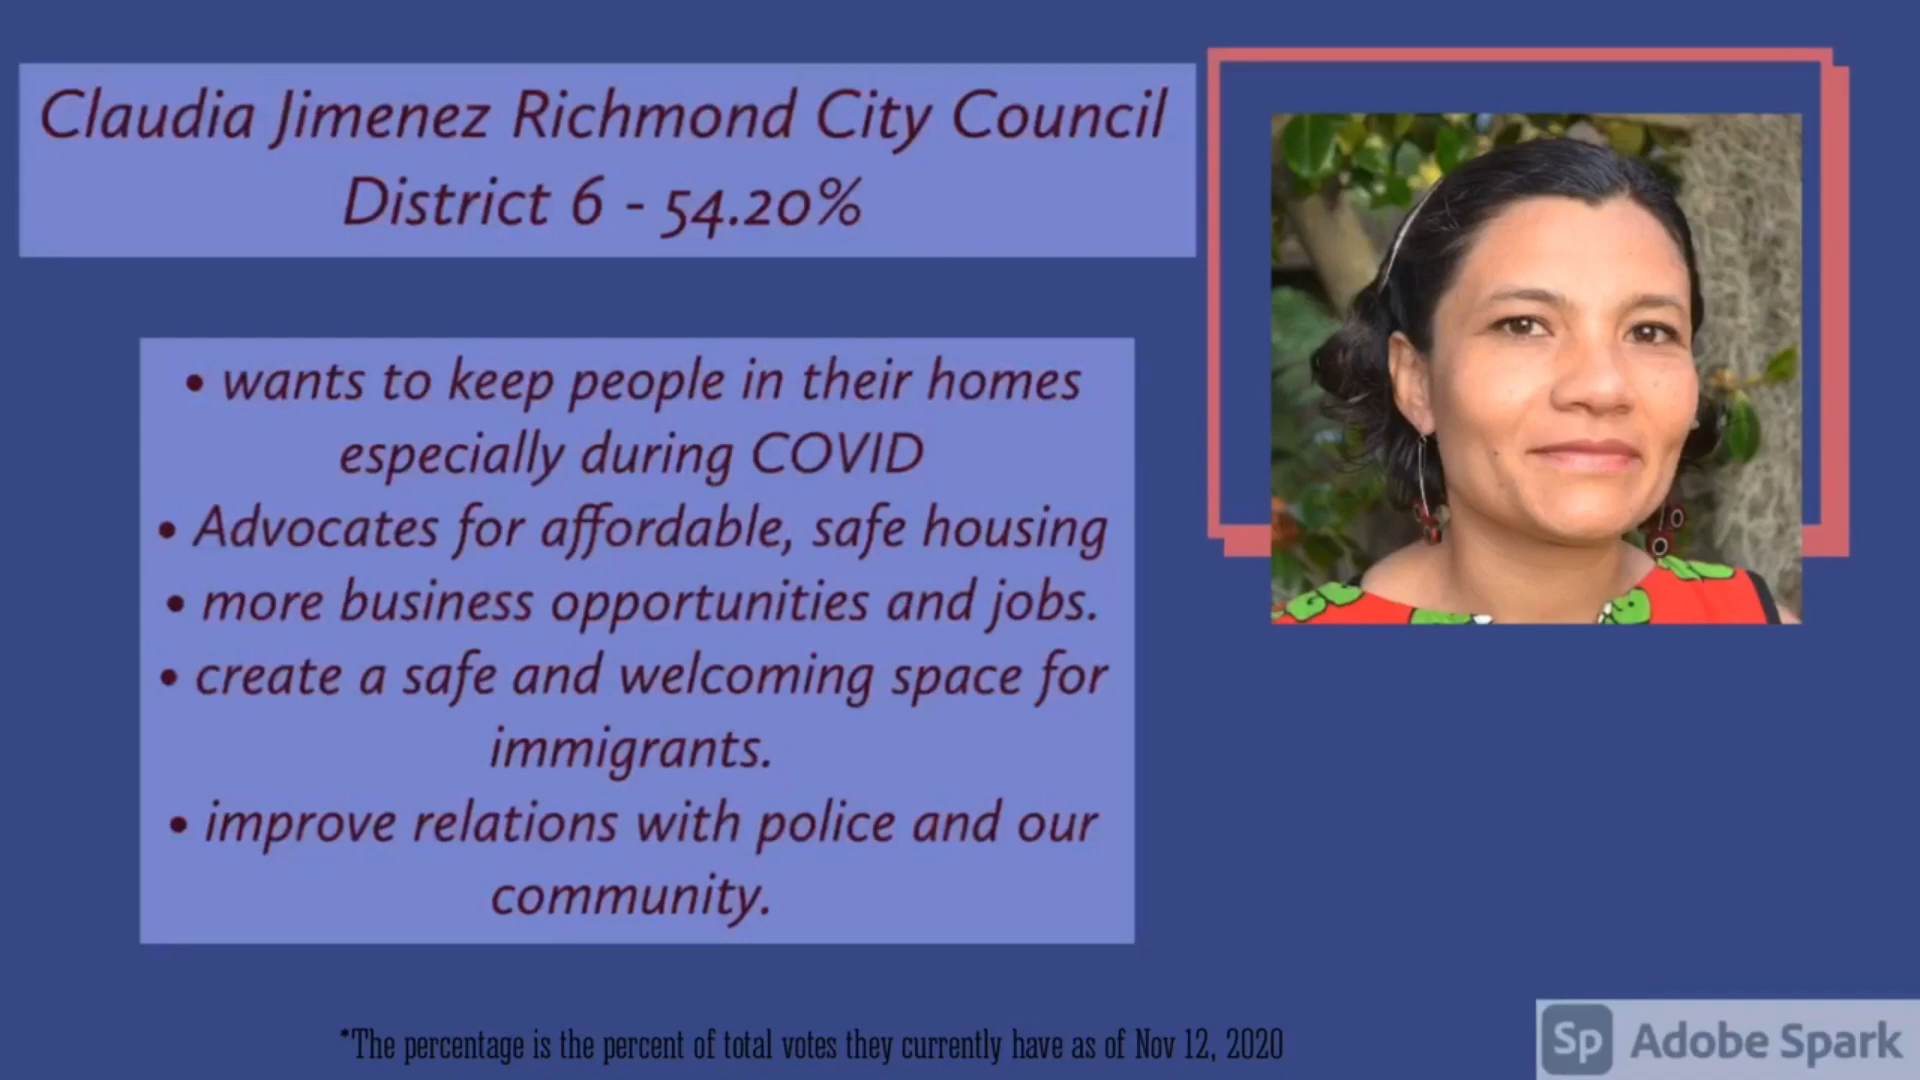 Claudia Jimenez Richmond City Council
District 6 - 54.20%
• wants to keep people in their homes
especially during COVID
• Advocates for affordable, safe housing
• more business opportunities and jobs.
• create a safe and welcoming space for
immigrants.
• improve relations with police and our
community.
*The percentage is the percent of total votes they currently have as of Nov 12, 2020
Sp Adobe Spark